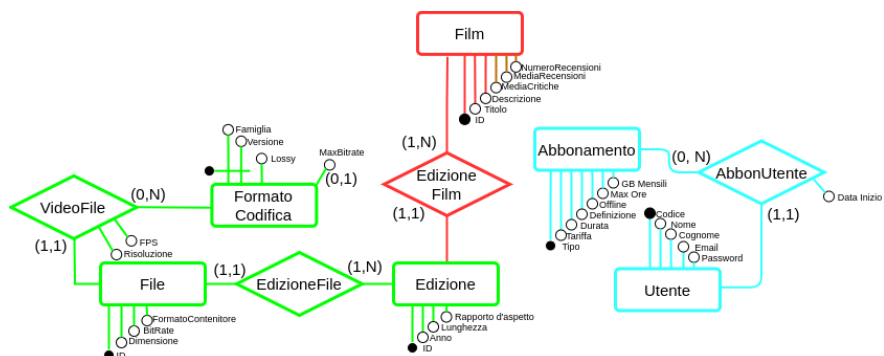 Film
NumeroRecensioni
MediaRecensioni
MediaCritiche
Descrizione
Titolo
ID
(1,N)
Edizione
Film
(1,1)
Famiglia
Versione
Lossy
MaxBitrate
(0,1)
Formato
Codifica
(0,N)
VideoFile
(1,1)
FPS
Risoluzione
File
(1,1)
EdizioneFile
(1,N)
Edizione
FormatoContenitore
BitRate
Dimensione
ID
Rapporto d'aspetto
Lunghezza
Anno
ID
Abbonamento
(0, N)
AbbonUtente
Data Inizio
(1,1)
GB Mensili
Max Ore
Offline
Definizione
Durata
Tariffa
Tipo
Codice
Nome
Cognome
Email
Password
Utente